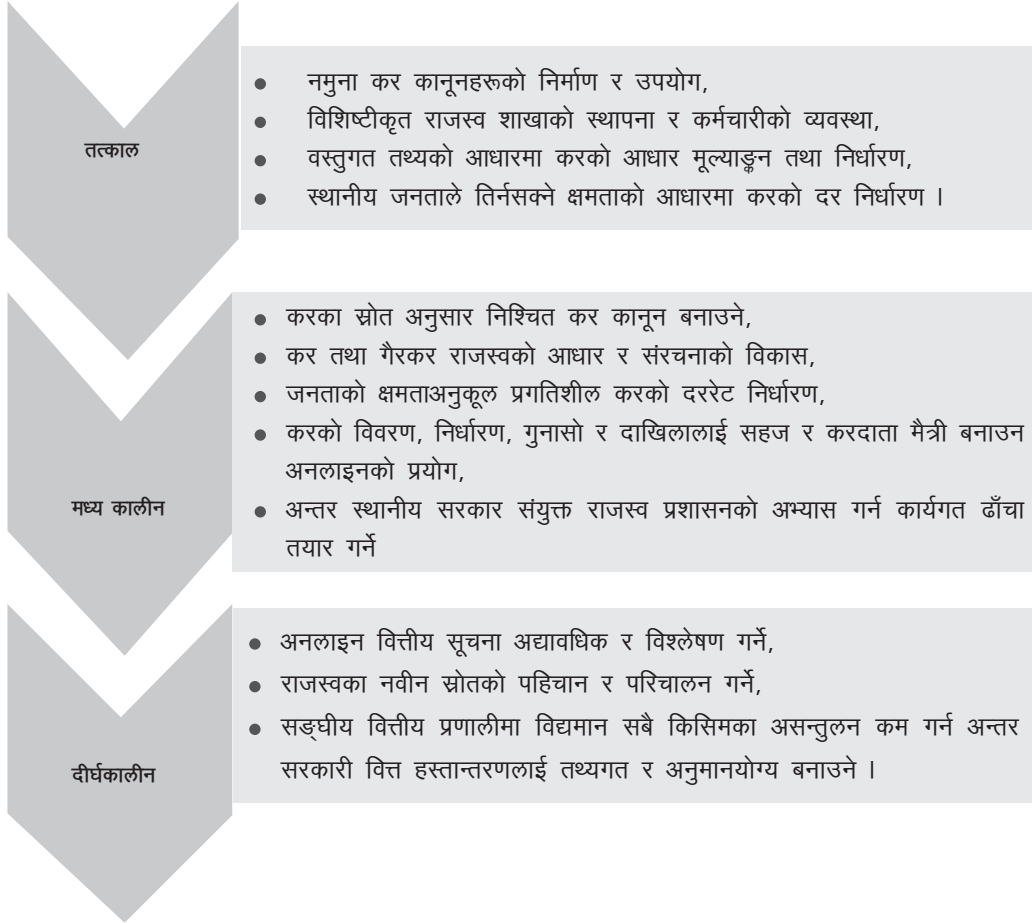 तत्काल
● नमुना कर कानूनहरूको निर्माण र उपयोग,
● विशिष्टीकृत राजस्व शाखाको स्थापना र कर्मचारीको व्यवस्था,
● वस्तुगत तथ्यको आधारमा करको आधार मूल्याङ्कन तथा निर्धारण,
● स्थानीय जनताले तिर्नसक्ने क्षमताको आधारमा करको दर निर्धारण ।
मध्य कालीन
● करका स्रोत अनुसार निश्चित कर कानून बनाउने,
● कर तथा गैरकर राजस्वको आधार र संरचनाको विकास,
● जनताको क्षमताअनुकूल प्रगतिशील करको दररेट निर्धारण,
● करको विवरण, निर्धारण, गुनासो र दाखिलालाई सहज र करदाता मैत्री बनाउन
अनलाइनको प्रयोग,
● अन्तर स्थानीय सरकार संयुक्त राजस्व प्रशासनको अभ्यास गर्न कार्यगत ढाँचा
तयार गर्ने
दीर्घकालीन
● अनलाइन वित्तीय सूचना अद्यावधिक र विश्लेषण गर्ने,
● राजस्वका नवीन स्रोतको पहिचान र परिचालन गर्ने,
● सङ्घीय वित्तीय प्रणालीमा विद्यमान सबै किसिमका असन्तुलन कम गर्न अन्तर
सरकारी वित्त हस्तान्तरणलाई तथ्यगत र अनुमानयोग्य बनाउने ।